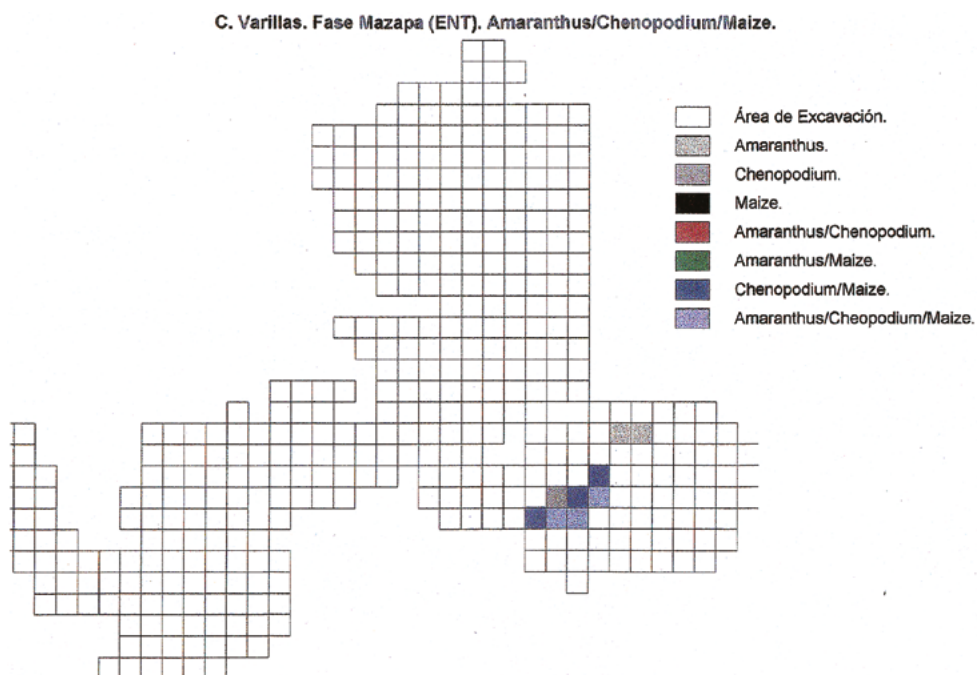 C. Varillas. Fase Mazapa (ENT). Amaranthus/Chenopodium/Maize.
Área de Excavación.
Amaranthus.
Chenopodium.
Maize.
Amaranthus/Chenopodium.
Amaranthus/Maize.
Chenopodium/Maize.
Amaranthus/Cheopodium/Maize.